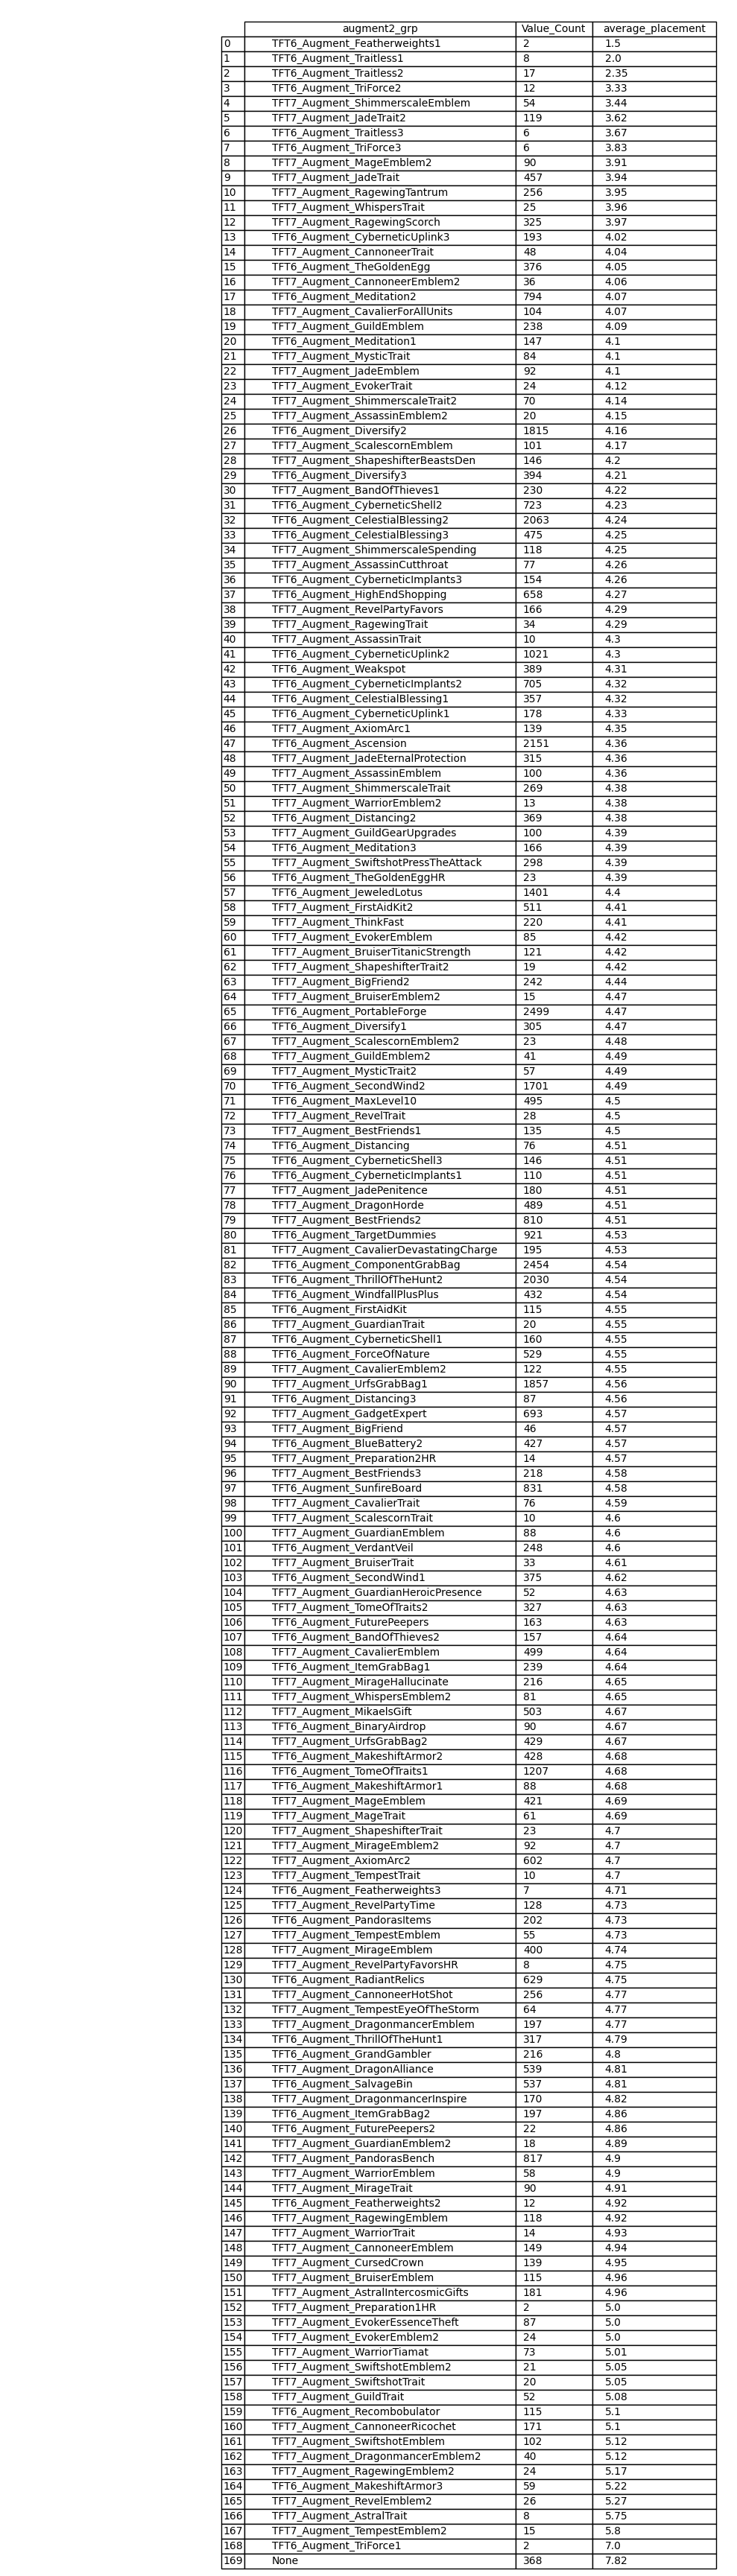 augment2_grp Value_Count average_placement
0 TFT6_Augment_Featherweights1 2 1.5
1 TFT6_Augment_Traitless1 8 2.0
2 TFT6_Augment_Traitless2 17 2.35
3 TFT6_Augment_TriForce2 12 3.33
4 TFT7_Augment_ShimmerscaleEmblem 54 3.44
5 TFT7_Augment_JadeTrait2 119 3.62
6 TFT6_Augment_Traitless3 6 3.67
7 TFT6_Augment_TriForce3 6 3.83
8 TFT7_Augment_MageEmblem2 90 3.91
9 TFT7_Augment_JadeTrait 457 3.94
10 TFT7_Augment_RagewingTantrum 256 3.95
11 TFT7_Augment_WhispersTrait 25 3.96
12 TFT7_Augment_RagewingScorch 325 3.97
13 TFT6_Augment_CyberneticUplink3 193 4.02
14 TFT7_Augment_CannoneerTrait 48 4.04
15 TFT6_Augment_TheGoldenEgg 376 4.05
16 TFT7_Augment_CannoneerEmblem2 36 4.06
17 TFT6_Augment_Meditation2 794 4.07
18 TFT7_Augment_CavalierForAllUnits 104 4.07
19 TFT7_Augment_GuildEmblem 238 4.09
20 TFT6_Augment_Meditation1 147 4.1
21 TFT7_Augment_MysticTrait 84 4.1
22 TFT7_Augment_JadeEmblem 92 4.1
23 TFT7_Augment_EvokerTrait 24 4.12
24 TFT7_Augment_ShimmerscaleTrait2 70 4.14
25 TFT7_Augment_AssassinEmblem2 20 4.15
26 TFT6_Augment_Diversify2 1815 4.16
27 TFT7_Augment_ScalescornEmblem 101 4.17
28 TFT7_Augment_ShapeshifterBeastsDen 146 4.2
29 TFT6_Augment_Diversify3 394 4.21
30 TFT7_Augment_BandOfThieves1 230 4.22
31 TFT6_Augment_CyberneticShell2 723 4.23
32 TFT6_Augment_CelestialBlessing2 2063 4.24
33 TFT6_Augment_CelestialBlessing3 475 4.25
34 TFT7_Augment_ShimmerscaleSpending 118 4.25
35 TFT7_Augment_AssassinCutthroat 77 4.26
36 TFT6_Augment_CyberneticImplants3 154 4.26
37 TFT6_Augment_HighEndShopping 658 4.27
38 TFT7_Augment_RevelPartyFavors 166 4.29
39 TFT7_Augment_RagewingTrait 34 4.29
40 TFT7_Augment_AssassinTrait 10 4.3
41 TFT6_Augment_CyberneticUplink2 1021 4.3
42 TFT6_Augment_Weakspot 389 4.31
43 TFT6_Augment_CyberneticImplants2 705 4.32
44 TFT6_Augment_CelestialBlessing1 357 4.32
45 TFT6_Augment_CyberneticUplink1 178 4.33
46 TFT7_Augment_AxiomArc1 139 4.35
47 TFT6_Augment_Ascension 2151 4.36
48 TFT7_Augment_JadeEternalProtection 315 4.36
49 TFT7_Augment_AssassinEmblem 100 4.36
50 TFT7_Augment_ShimmerscaleTrait 269 4.38
51 TFT7_Augment_WarriorEmblem2 13 4.38
52 TFT6_Augment_Distancing2 369 4.38
53 TFT7_Augment_GuildGearUpgrades 100 4.39
54 TFT6_Augment_Meditation3 166 4.39
55 TFT7_Augment_SwiftshotPressTheAttack 298 4.39
56 TFT6_Augment_TheGoldenEggHR 23 4.39
57 TFT6_Augment_JeweledLotus 1401 4.4
58 TFT7_Augment_FirstAidKit2 511 4.41
59 TFT7_Augment_ThinkFast 220 4.41
60 TFT7_Augment_EvokerEmblem 85 4.42
61 TFT7_Augment_BruiserTitanicStrength 121 4.42
62 TFT7_Augment_ShapeshifterTrait2 19 4.42
63 TFT7_Augment_BigFriend2 242 4.44
64 TFT7_Augment_BruiserEmblem2 15 4.47
65 TFT6_Augment_PortableForge 2499 4.47
66 TFT6_Augment_Diversify1 305 4.47
67 TFT7_Augment_ScalescornEmblem2 23 4.48
68 TFT7_Augment_GuildEmblem2 41 4.49
69 TFT7_Augment_MysticTrait2 57 4.49
70 TFT6_Augment_SecondWind2 1701 4.49
71 TFT6_Augment_MaxLevel10 495 4.5
72 TFT7_Augment_RevelTrait 28 4.5
73 TFT7_Augment_BestFriends1 135 4.5
74 TFT6_Augment_Distancing 76 4.51
75 TFT6_Augment_CyberneticShell3 146 4.51
76 TFT6_Augment_CyberneticImplants1 110 4.51
77 TFT7_Augment_JadePenitence 180 4.51
78 TFT7_Augment_DragonHorde 489 4.51
79 TFT7_Augment_BestFriends2 810 4.51
80 TFT6_Augment_TargetDummies 921 4.53
81 TFT7_Augment_CavalierDevastatingCharge 195 4.53
82 TFT6_Augment_ComponentGrabBag 2454 4.54
83 TFT6_Augment_ThrillOfTheHunt2 2030 4.54
84 TFT6_Augment_WindfallPlusPlus 432 4.54
85 TFT6_Augment_FirstAidKit 115 4.55
86 TFT7_Augment_GuardianTrait 20 4.55
87 TFT6_Augment_CyberneticShell1 160 4.55
88 TFT6_Augment_ForceOfNature 529 4.55
89 TFT7_Augment_CavalierEmblem2 122 4.55
90 TFT7_Augment_UrfsGrabBag1 1857 4.56
91 TFT6_Augment_Distancing3 87 4.56
92 TFT7_Augment_GadgetExpert 693 4.57
93 TFT7_Augment_BigFriend 46 4.57
94 TFT6_Augment_BlueBattery2 427 4.57
95 TFT7_Augment_Preparation2HR 14 4.57
96 TFT7_Augment_BestFriends3 218 4.58
97 TFT6_Augment_SunfireBoard 831 4.58
98 TFT7_Augment_CavalierTrait 76 4.59
99 TFT7_Augment_ScalescornTrait 10 4.6
100 TFT7_Augment_GuardianEmblem 88 4.6
101 TFT6_Augment_VerdantVeil 248 4.6
102 TFT7_Augment_BruiserTrait 33 4.61
103 TFT6_Augment_SecondWind1 375 4.62
104 TFT7_Augment_GuardianHeroicPresence 52 4.63
105 TFT7_Augment_TomeOfTraits2 327 4.63
106 TFT6_Augment_FuturePeepers 163 4.63
107 TFT6_Augment_BandOfThieves2 157 4.64
108 TFT7_Augment_CavalierEmblem 499 4.64
109 TFT6_Augment_ItemGrabBag1 239 4.64
110 TFT7_Augment_MirageHallucinate 216 4.65
111 TFT7_Augment_WhispersEmblem2 81 4.65
112 TFT7_Augment_MikaelsGift 503 4.67
113 TFT6_Augment_BinaryAirdrop 90 4.67
114 TFT7_Augment_UrfsGrabBag2 429 4.67
115 TFT6_Augment_MakeshiftArmor2 428 4.68
116 TFT6_Augment_TomeOfTraits1 1207 4.68
117 TFT6_Augment_MakeshiftArmor1 88 4.68
118 TFT7_Augment_MageEmblem 421 4.69
119 TFT7_Augment_MageTrait 61 4.69
120 TFT7_Augment_ShapeshifterTrait 23 4.7
121 TFT7_Augment_MirageEmblem2 92 4.7
122 TFT7_Augment_AxiomArc2 602 4.7
123 TFT7_Augment_TempestTrait 10 4.7
124 TFT6_Augment_Featherweights3 7 4.71
125 TFT7_Augment_RevelPartyTime 128 4.73
126 TFT6_Augment_PandorasItems 202 4.73
127 TFT7_Augment_TempestEmblem 55 4.73
128 TFT7_Augment_MirageEmblem 400 4.74
129 TFT7_Augment_RevelPartyFavorsHR 8 4.75
130 TFT6_Augment_RadiantRelics 629 4.75
131 TFT7_Augment_CannoneerHotShot 256 4.77
132 TFT7_Augment_TempestEyeOfTheStorm 64 4.77
133 TFT7_Augment_DragonmancerEmblem 197 4.77
134 TFT6_Augment_ThrillOfTheHunt1 317 4.79
135 TFT6_Augment_GrandGambler 216 4.8
136 TFT7_Augment_DragonAlliance 539 4.81
137 TFT6_Augment_SalvageBin 537 4.81
138 TFT7_Augment_DragonmancerInspire 170 4.82
139 TFT6_Augment_ItemGrabBag2 197 4.86
140 TFT6_Augment_FuturePeepers2 22 4.86
141 TFT7_Augment_GuardianEmblem2 18 4.89
142 TFT7_Augment_PandorasBench 817 4.9
143 TFT7_Augment_WarriorEmblem 58 4.9
144 TFT7_Augment_MirageTrait 90 4.91
145 TFT6_Augment_Featherweights2 12 4.92
146 TFT7_Augment_RagewingEmblem 118 4.92
147 TFT7_Augment_WarriorTrait 14 4.93
148 TFT7_Augment_CannoneerEmblem 149 4.94
149 TFT7_Augment_CursedCrown 139 4.95
150 TFT7_Augment_BruiserEmblem 115 4.96
151 TFT7_Augment_AstralIntercosmicGifts 181 4.96
152 TFT7_Augment_Preparation1HR 2 5.0
153 TFT7_Augment_EvokerEssenceTheft 87 5.0
154 TFT7_Augment_EvokerEmblem2 24 5.0
155 TFT7_Augment_WarriorTiamat 73 5.01
156 TFT7_Augment_SwiftshotEmblem2 21 5.05
157 TFT7_Augment_SwiftshotTrait 20 5.05
158 TFT7_Augment_GuildTrait 52 5.08
159 TFT6_Augment_Recombobulator 115 5.1
160 TFT7_Augment_CannoneerRicochet 171 5.1
161 TFT7_Augment_SwiftshotEmblem 102 5.12
162 TFT7_Augment_DragonmancerEmblem2 40 5.12
163 TFT7_Augment_RagewingEmblem2 24 5.17
164 TFT6_Augment_MakeshiftArmor3 59 5.22
165 TFT7_Augment_RevelEmblem2 26 5.27
166 TFT7_Augment_AstralTrait 8 5.75
167 TFT7_Augment_TempestEmblem2 15 5.8
168 TFT6_Augment_TriForce1 2 7.0
169 None 368 7.82